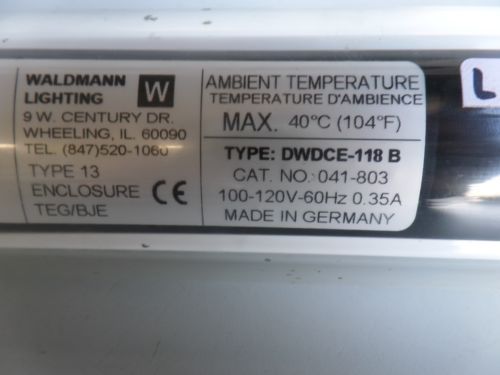 WALDMANN
LIGHTING
W
9 W. CENTURY DR.
WHEELING, IL. 60090
TEL. (847)520-1060
TYPE 13
ENCLOSURE CE
TEG/BJE
AMBIENT TEMPERATURE
TEMPERATURE D'AMBIENCE
MAX. 40°C (104°F)
TYPE: DWDCE-118 B
CAT. NO.: 041-803
100-120V-60Hz 0.35A
MADE IN GERMANY
L